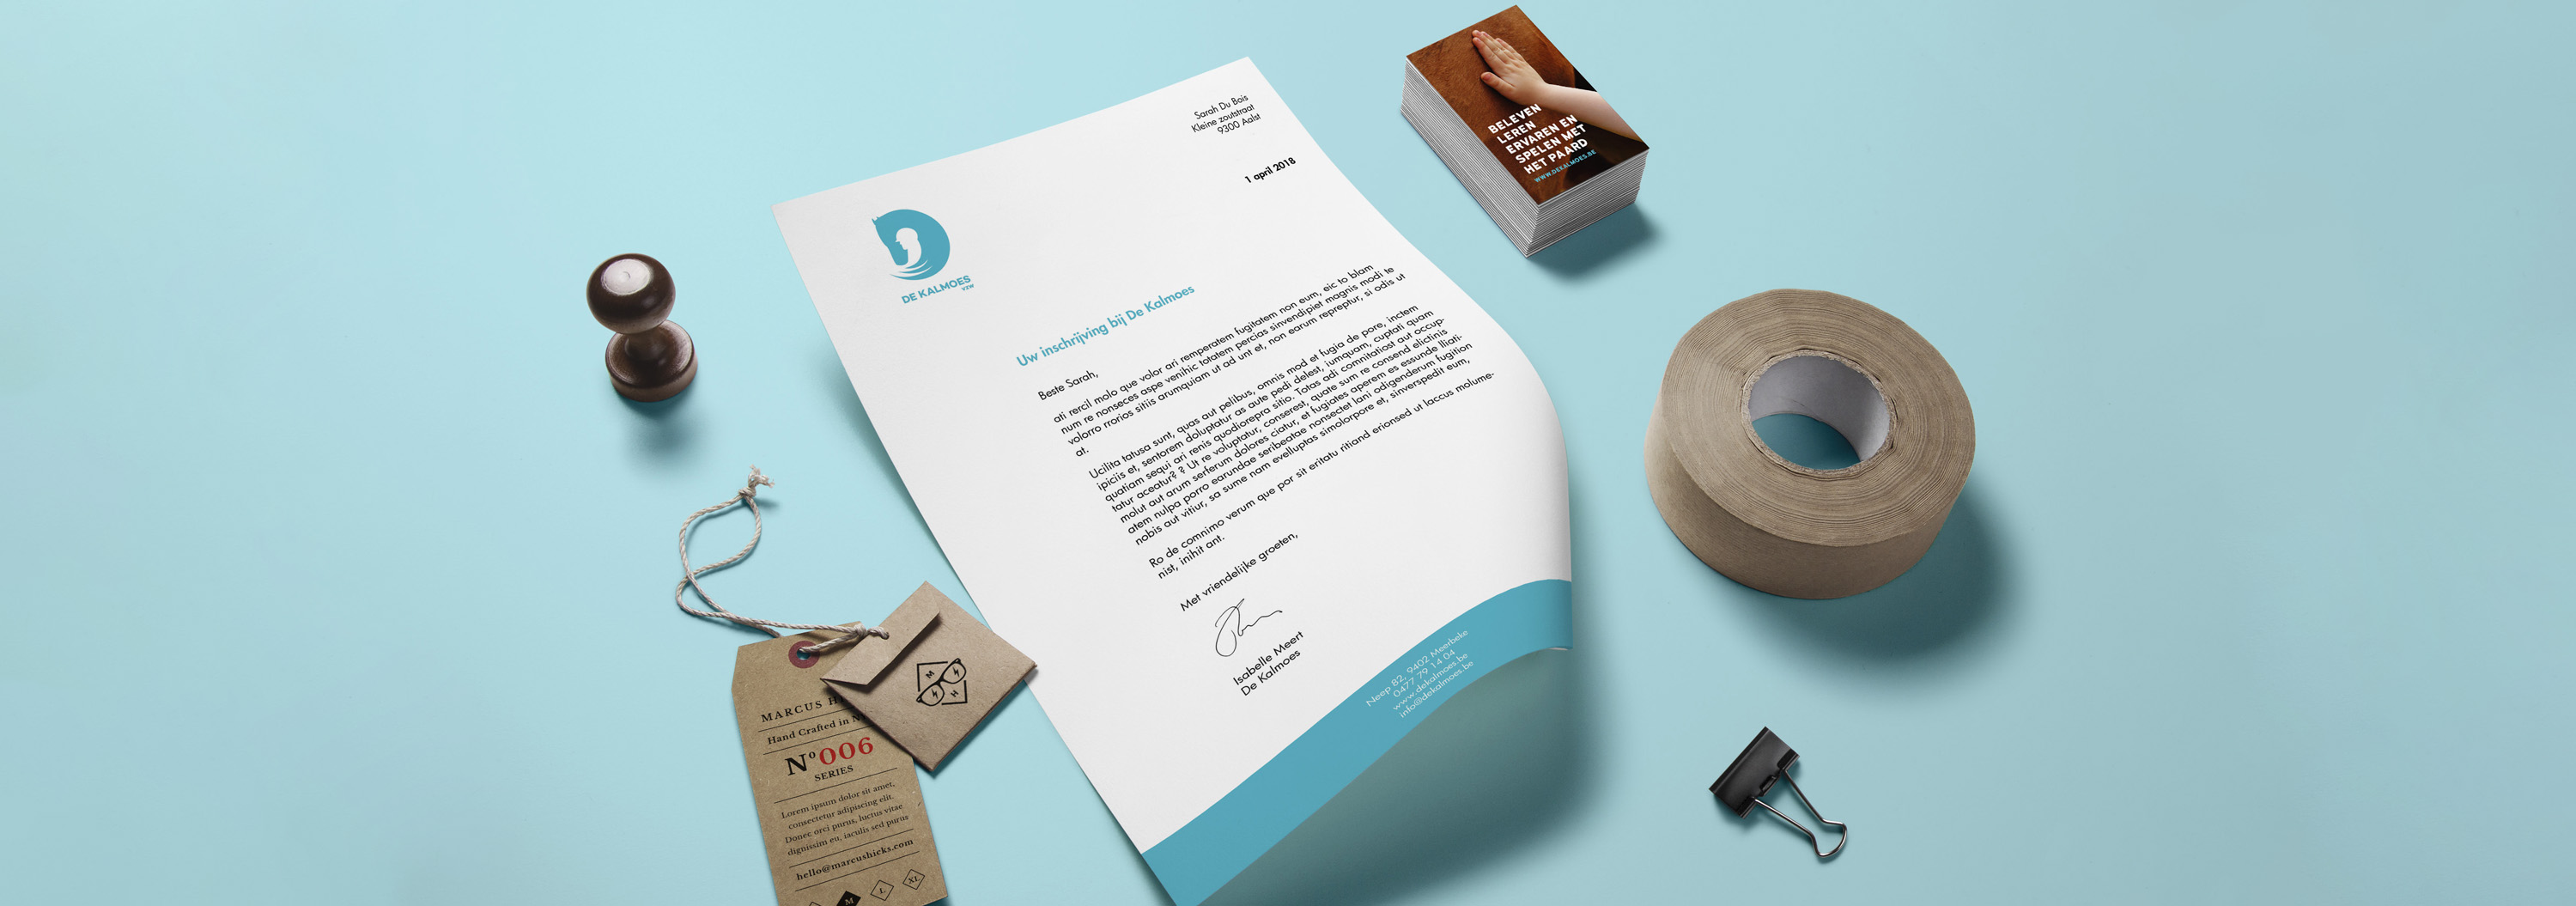 Sarah Du Bois
Kleine zoutstraat
9300 Aalst
1 april 2018
DE KALMOES
VZW
Uw inschrijving bij De Kalmoes
Beste Sarah,
ati rercil molo que volor ari remperatem fugitatem non eum, eic to blam
num re nonseces aspe venihic totatem percias sinvendipiet magnis modi te
volorro rrorios sitiis arumquiam ut ad unt et, non earum repreptur, si odis ut
at.
Ucilita tatusa sunt, quas aut pelibus, omnis mod et fugia de pore, inctem
ipiciis et, sentorem doluptatur as aute pedi delest, iumquam, cuptati quam
quatiam sequi ari renis quodiorepra sitio. Totas adi comnitatiost aut occup-
tatur aceatur? ? Ut re voluptatur, conserest, quate sum re consend elictinis
molut aut arum serferum dolores ciatur, et fugiates aperem es essunde lliati-
atem nulpa porro earundae seribeatae nonsectet lani odigenderum fugition
nobis aut vitiur, sa sume nam evelluptas simolorpore et, sinverspedit eum,
Ro de comnimo verum que por sit eritatu ritiand erionsed ut laccus molume-
nist, inihit ant.
Met vriendelijke groeten,
Isabelle Meert
De Kalmoes
Neep 82, 9402 Meerbeke
0477 79 14 04
www.dekalmoes.be
info@dekalmoes.be
BELEVEN
LEREN
ERVAREN EN
SPELEN MET
HET PAARD
WWW.DEKALMOES.BE
M
H
MARCUS
Hand Crafted in
Nº006
SERIES
Lorem ipsum dolor sit amet,
consectetur adipiscing elit.
Donec orci purus, luctus vitae
dignissim eu, iaculis sed purus
hello@marcushicks.com
M L XL